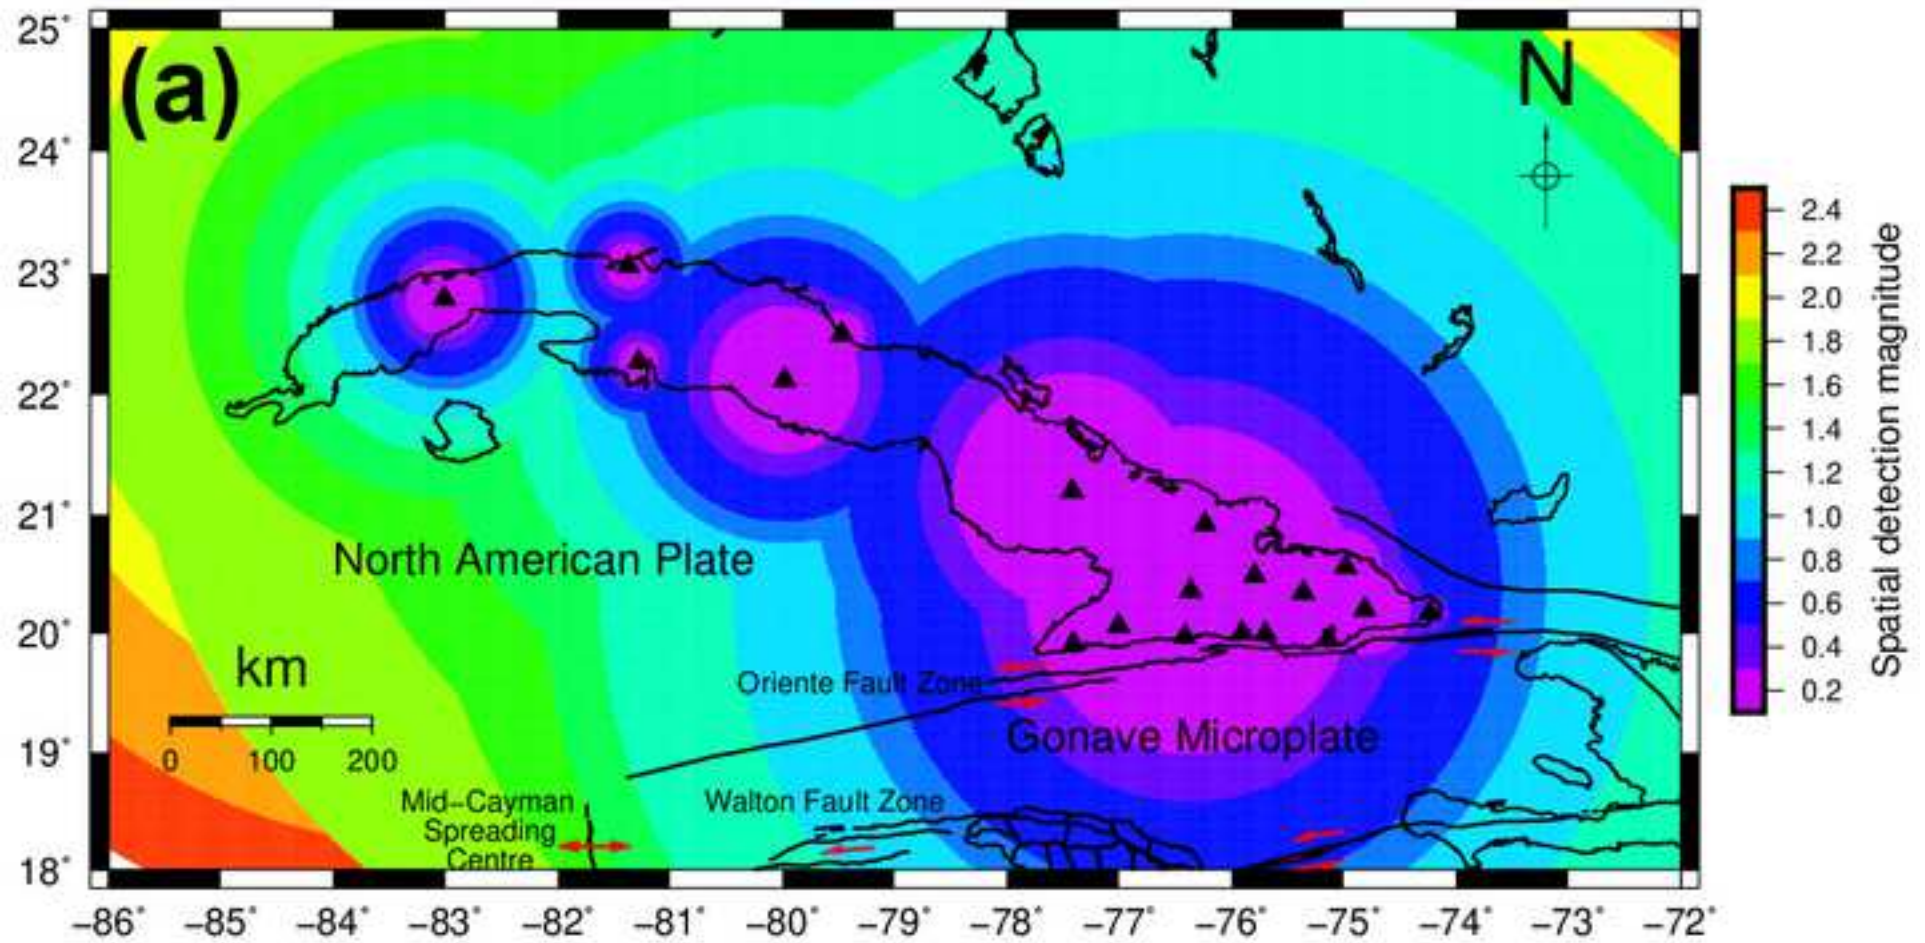 (a)
N
25°
24°
23°
22°
21°
20°
19°
18°
North American Plate
km
0 100 200
Oriente Fault Zone
Gonave Microplate
Mid-Cayman
Spreading
Centre
Walton Fault Zone
−86° −85° −84° −83° −82° −81° −80° −79° −78° −77° −76° −75° −74° −73° −72°
2.4
2.2
2.0
1.8
1.6
1.4
1.2
1.0
0.8
0.6
0.4
0.2
Spatial detection magnitude